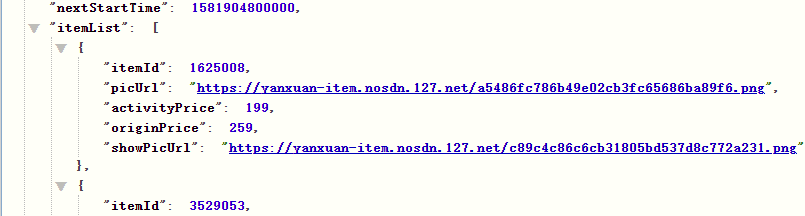 "nextStartTime": 1581904800000,
"itemList": [
{
"itemId": 1625008,
"picUrl": "https://yanxuan-item.nosdn.127.net/a5486fc786b49e02cb3fc65686ba89f6.png",
"activityPrice": 199,
"originPrice": 259,
"showPicUrl": "https://yanxuan-item.nosdn.127.net/c89c4c86c6cb31805bd537d8c772a231.png"
},
{
"itemId": 3529053,